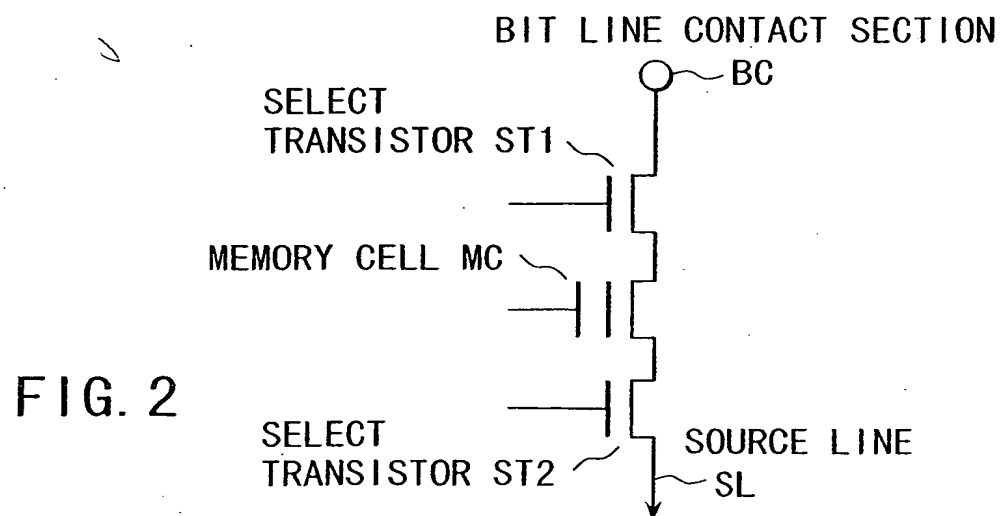 BIT LINE CONTACT SECTION
BC
SELECT
TRANSISTOR ST1
MEMORY CELL MC
FIG. 2
SELECT
TRANSISTOR ST2
SOURCE LINE
SL